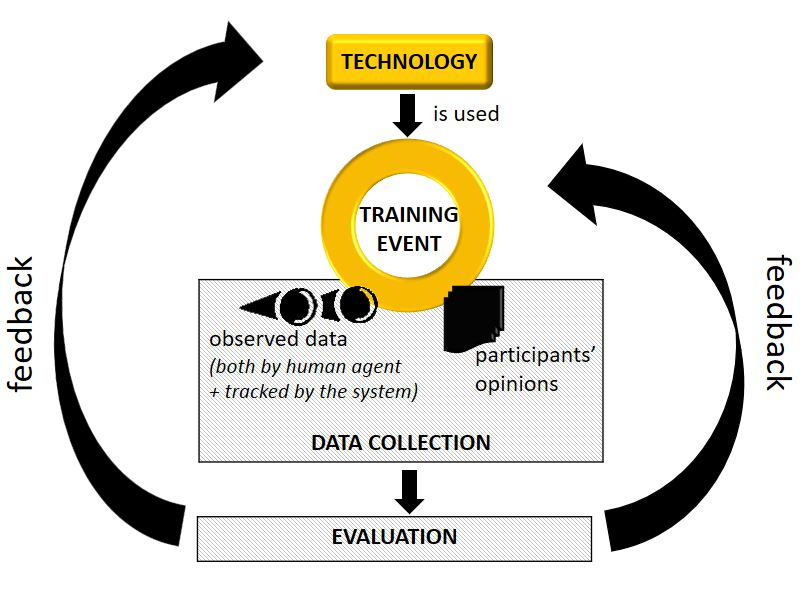 TECHNOLOGY
is used
TRAINING
EVENT
feedback
feedback
observed data
(both by human agent
+ tracked by the system)
participants’
opinions
DATA COLLECTION
EVALUATION